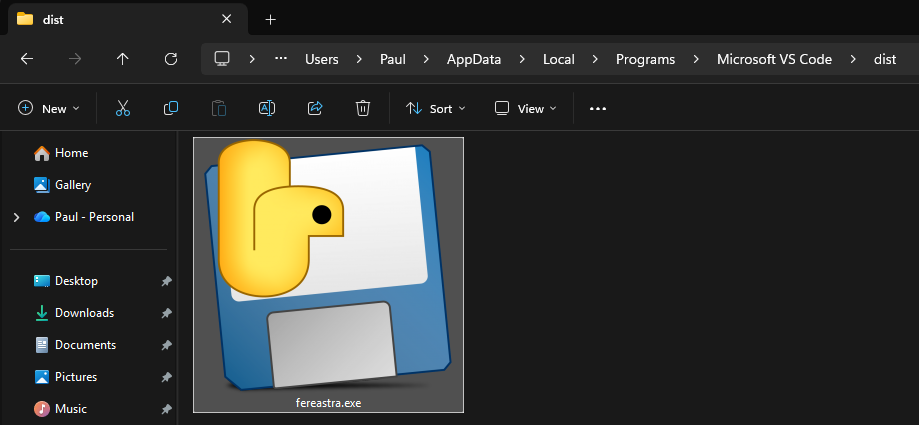 dist
Users Paul AppData Local Programs Microsoft VS Code dist
New Sort View
Home
Gallery
Paul - Personal
Desktop
Downloads
Documents
Pictures
Music
fereastra.exe